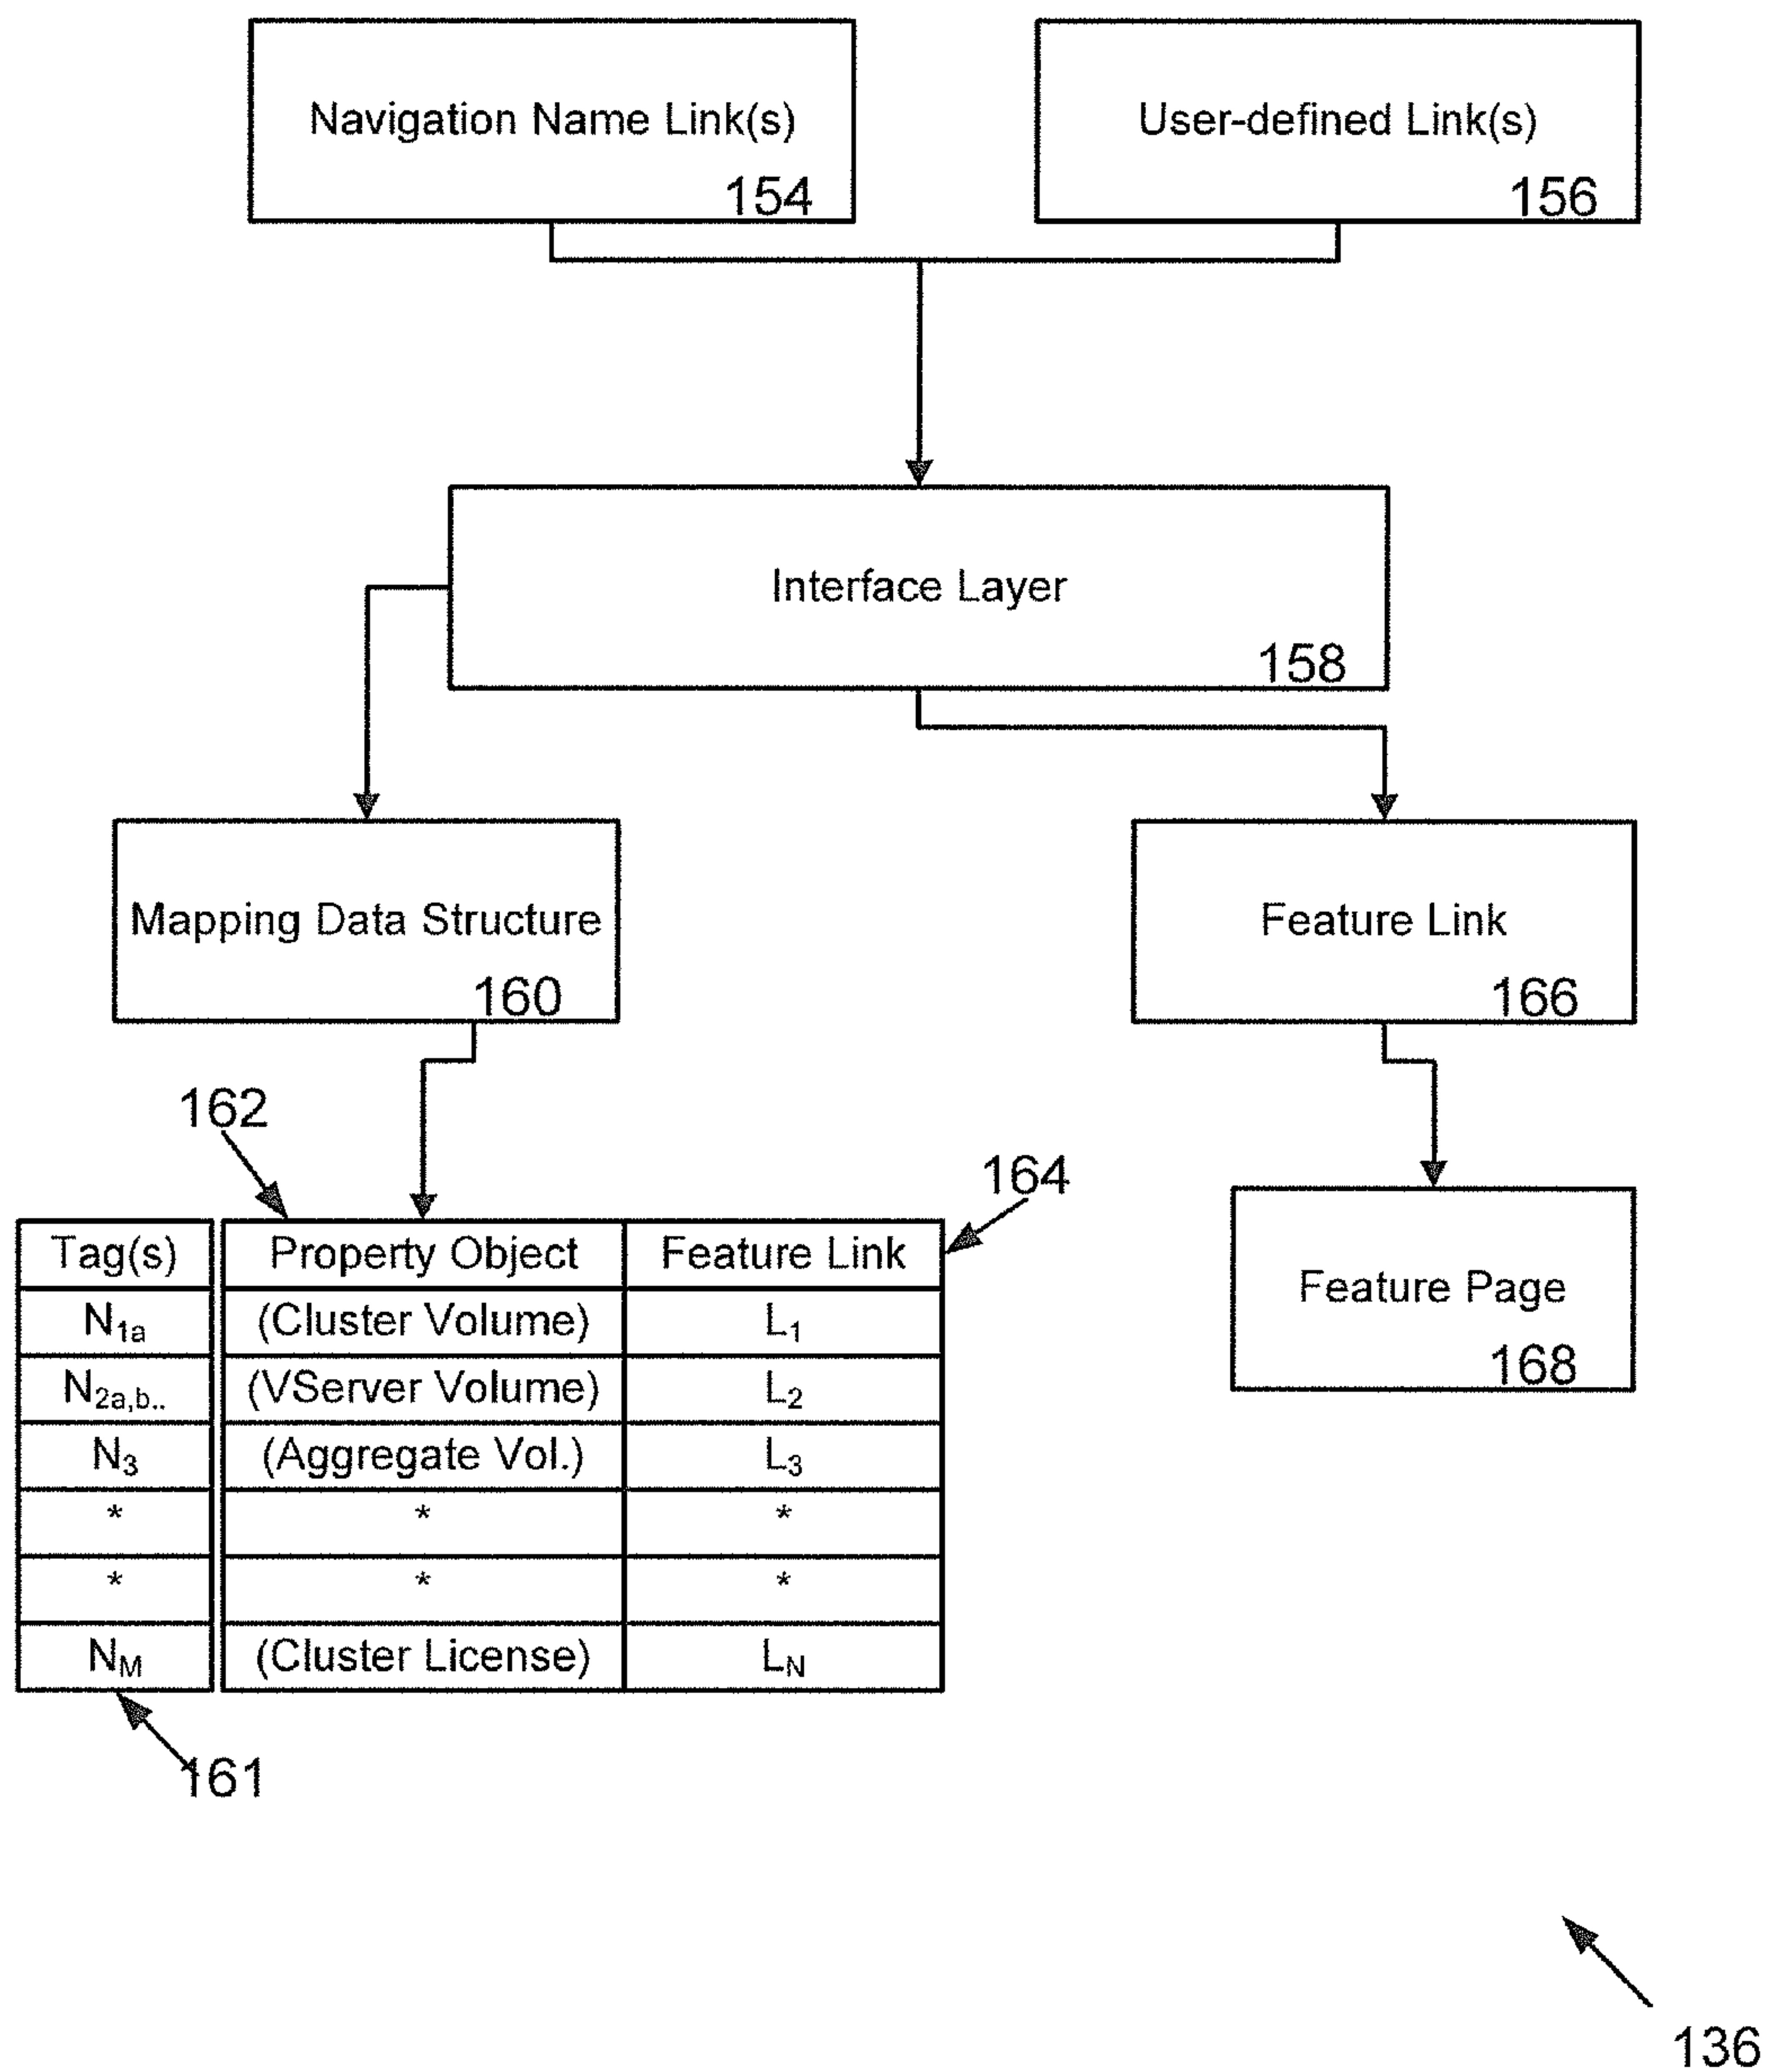 Navigation Name Link(s)
154
User-defined Link(s)
156
Interface Layer
158
Mapping Data Structure
160
Feature Link
166
162
164
Feature Page
168
Tag(s) Property Object Feature Link
N1a (Cluster Volume) L1
N2a,b.. (VServer Volume) L2
N3 (Aggregate Vol.) L3
* * *
* * *
NM (Cluster License) LN
161
136